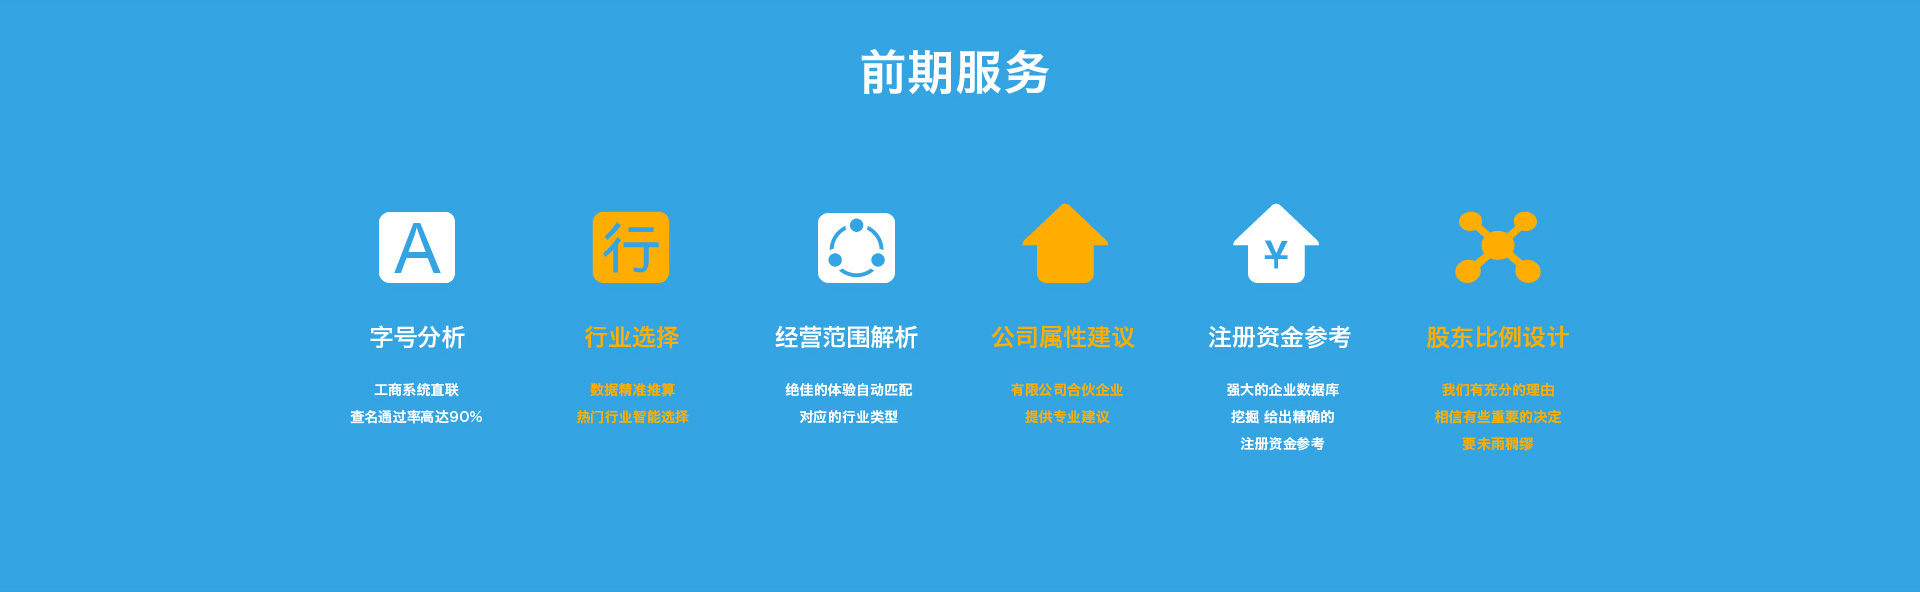 前期服务
A
行
¥
字号分析
行业选择
经营范围解析
公司属性建议
注册资金参考
股东比例设计
工商系统直联
查名通过率高达90%
数据精准推算
热门行业智能选择
绝佳的体验自动匹配
对应的行业类型
有限公司合伙企业
提供专业建议
强大的企业数据库
挖掘 给出精确的
注册资金参考
我们有充分的理由
相信有些重要的决定
要未雨稠缪